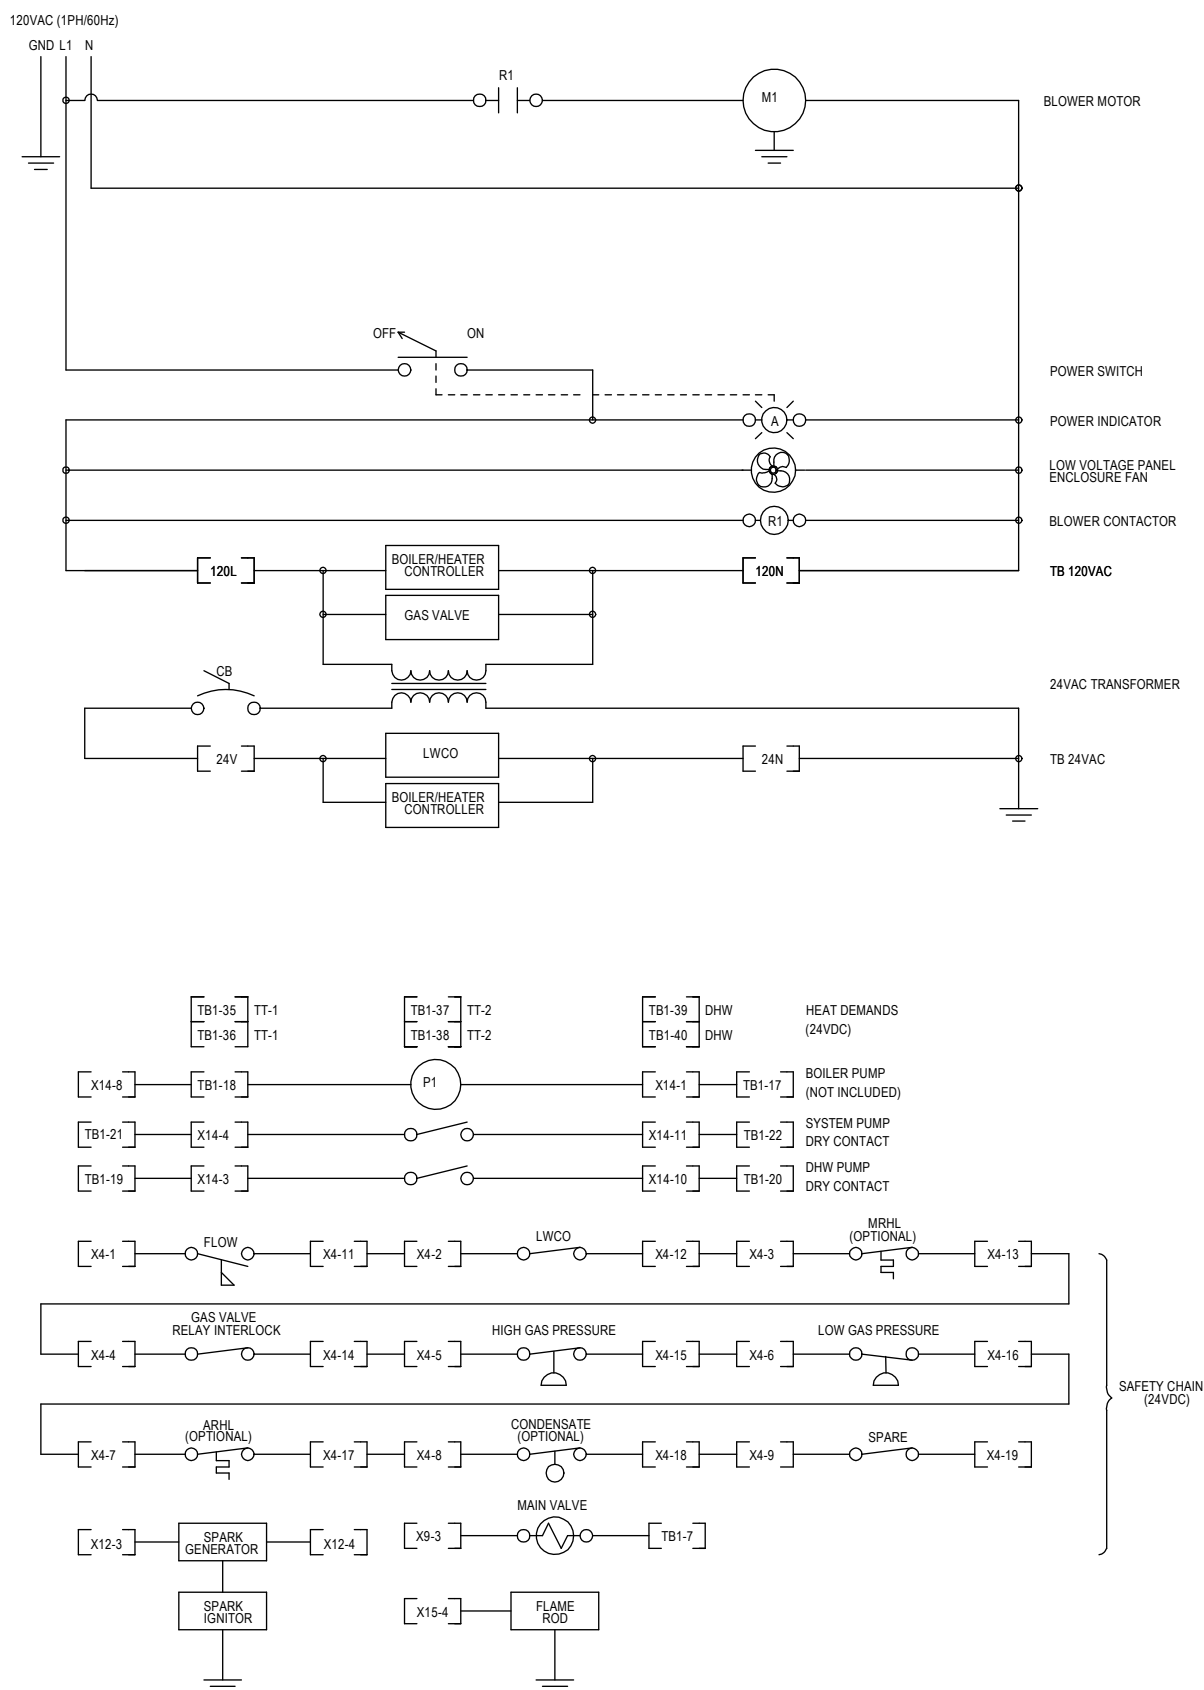 120VAC (1PH/60Hz)
GND L1 N
R1
M1
BLOWER MOTOR
OFF ON
POWER SWITCH
A
POWER INDICATOR
LOW VOLTAGE PANEL
ENCLOSURE FAN
R1
BLOWER CONTACTOR
120L
BOILER/HEATER
CONTROLLER
120N
TB 120VAC
GAS VALVE
CB
24VAC TRANSFORMER
24V
LWCO
24N
TB 24VAC
BOILER/HEATER
CONTROLLER
TB1-35 TT-1
TB1-37 TT-2
TB1-39 DHW
HEAT DEMANDS
(24VDC)
TB1-36 TT-1
TB1-38 TT-2
TB1-40 DHW
X14-8
TB1-18
P1
X14-1
TB1-17
BOILER PUMP
(NOT INCLUDED)
TB1-21
X14-4
X14-11
TB1-22
SYSTEM PUMP
DRY CONTACT
TB1-19
X14-3
X14-10
TB1-20
DHW PUMP
DRY CONTACT
X4-1
FLOW
X4-11
X4-2
LWCO
X4-12
X4-3
MRHL
(OPTIONAL)
X4-13
X4-4
GAS VALVE
RELAY INTERLOCK
X4-14
X4-5
HIGH GAS PRESSURE
X4-15
X4-6
LOW GAS PRESSURE
X4-16
SAFETY CHAIN
(24VDC)
X4-7
ARHL
(OPTIONAL)
X4-17
X4-8
CONDENSATE
(OPTIONAL)
X4-18
X4-9
SPARE
X4-19
X12-3
SPARK
GENERATOR
X12-4
X9-3
MAIN VALVE
TB1-7
SPARK
IGNITOR
X15-4
FLAME
ROD